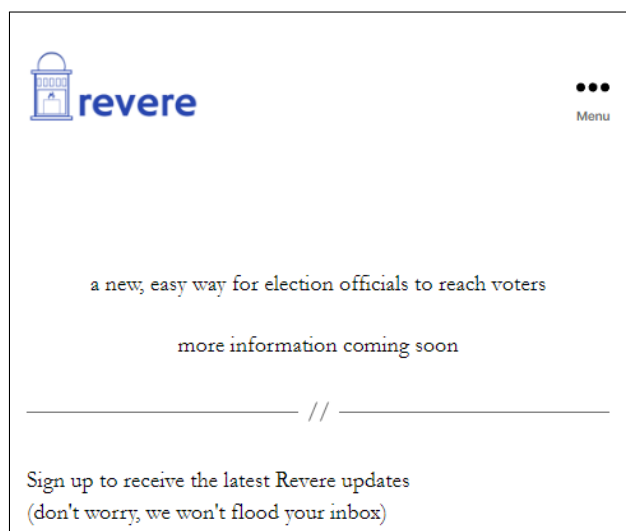 revere
Menu
a new, easy way for election officials to reach voters
more information coming soon
//
Sign up to receive the latest Revere updates
(don't worry, we won't flood your inbox)